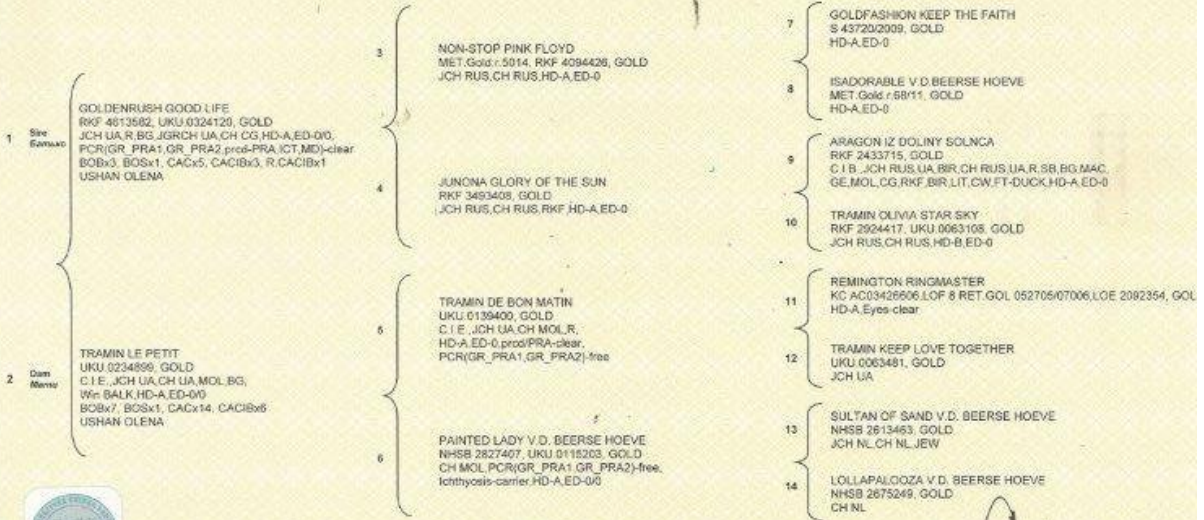 1
Sire
GOLDENRUSH GOOD LIFE
RKF 4613582, UKU.0324120, GOLD
JCH UA,R,BG,JGRCH UA,CH CG,HD-A,ED-0/0,
PCR(GR_PRA1,GR_PRA2,prcd-PRA,ICT,MD)-clear
BOBx3, BOSx1, CACx5, CACIBx3, R.CACIBx1
USHAN OLENA
2
Dam
TRAMIN LE PETIT
UKU.0234899, GOLD
C.I.E.,JCH UA,CH UA,MOL,BG,
Win BALK,HD-A,ED-0/0
BOBx7, BOSx1, CACx14, CACIBx6
USHAN OLENA
3
NON-STOP PINK FLOYD
MET.Gold.r.5014, RKF 4094426, GOLD
JCH RUS,CH RUS,HD-A,ED-0
4
JUNONA GLORY OF THE SUN
RKF 3493408, GOLD
JCH RUS,CH RUS,RKF,HD-A,ED-0
5
TRAMIN DE BON MATIN
UKU.0139400, GOLD
C.I.E.,JCH UA,CH MOL,R,
HD-A,ED-0,prcd/PRA-clear,
PCR(GR_PRA1,GR_PRA2)-free
6
PAINTED LADY V.D. BEERSE HOEVE
NHSB 2827407, UKU.0115203, GOLD
CH MOL,PCR(GR_PRA1,GR_PRA2)-free,
Ichthyosis-carrier,HD-A,ED-0/0
7
GOLDFASHION KEEP THE FAITH
S 43720/2009, GOLD
HD-A,ED-0
8
ISADORABLE V.D.BEERSE HOEVE
MET.Gold.r.68/11, GOLD
HD-A,ED-0
9
ARAGON IZ DOLINY SOLNCA
RKF 2433715, GOLD
C.I.B.,JCH RUS,UA,BIR,CH RUS,UA,R,SB,BG,MAC,
GE,MOL,CG,RKF,BIR,LIT,CW,FT-DUCK,HD-A,ED-0
10
TRAMIN OLIVIA STAR SKY
RKF 2924417, UKU.0063108, GOLD
JCH RUS,CH RUS,HD-B,ED-0
11
REMINGTON RINGMASTER
KC AC03426606,LOF 8 RET.GOL 052705/07006,LOE 2092354, GOL
HD-A,Eyes-clear
12
TRAMIN KEEP LOVE TOGETHER
UKU.0063481, GOLD
JCH UA
13
SULTAN OF SAND V.D. BEERSE HOEVE
NHSB 2613463, GOLD
JCH NL,CH NL,JEW
14
LOLLAPALOOZA V.D. BEERSE HOEVE
NHSB 2675249, GOLD
CH NL